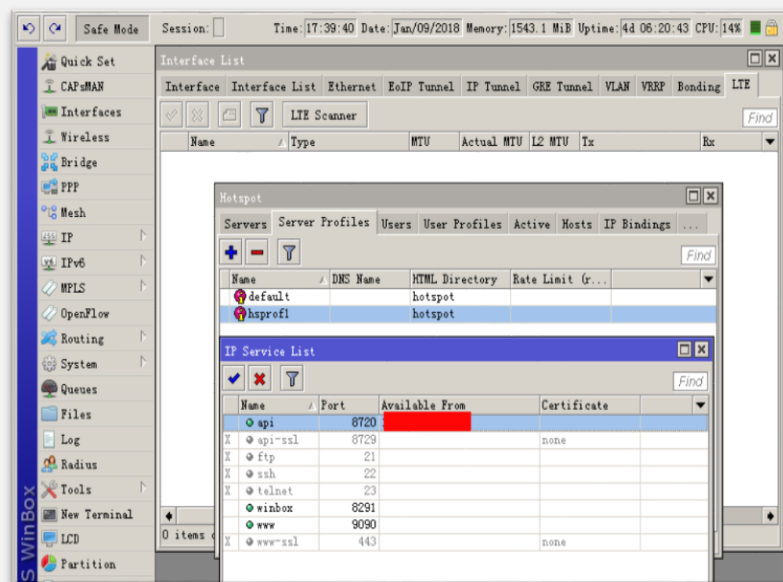 Safe Mode Session: Time: 17:39:40 Date: Jan/09/2018 Memory: 1543.1 MiB Uptime: 4d 06:20:43 CPU: 14%
Quick Set
CAPsMAN
Interfaces
Wireless
Bridge
PPP
Mesh
IP
IPv6
MPLS
OpenFlow
Routing
System
Queues
Files
Log
Radius
Tools
New Terminal
LCD
Partition
S WinBox
Interface List
Interface Interface List Ethernet EoIP Tunnel IP Tunnel GRE Tunnel VLAN VRRP Bonding LTE
LTE Scanner Find
Name Type MTU Actual MTU L2 MTU Tx Rx
0 items
Hotspot
Servers Server Profiles Users User Profiles Active Hosts IP Bindings ...
Find
Name DNS Name HTML Directory Rate Limit (r...
default hotspot
hsprof1 hotspot
IP Service List
Find
Name Port Available From Certificate
api 8720
X api-ssl 8729 none
X ftp 21
X ssh 22
X telnet 23
winbox 8291
www 9090
X www-ssl 443 none